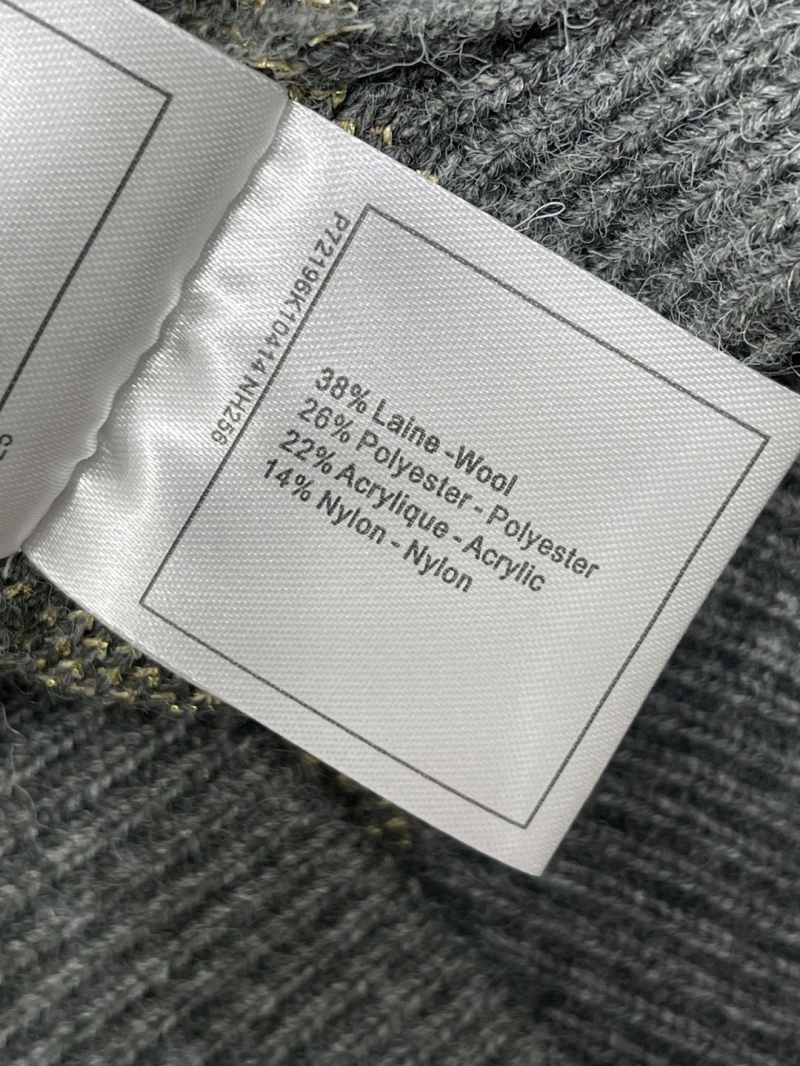 P72196K10414 NH256
38% Laine -Wool
26% Polyester - Polyester
22% Acrylique - Acrylic
14% Nylon - Nylon